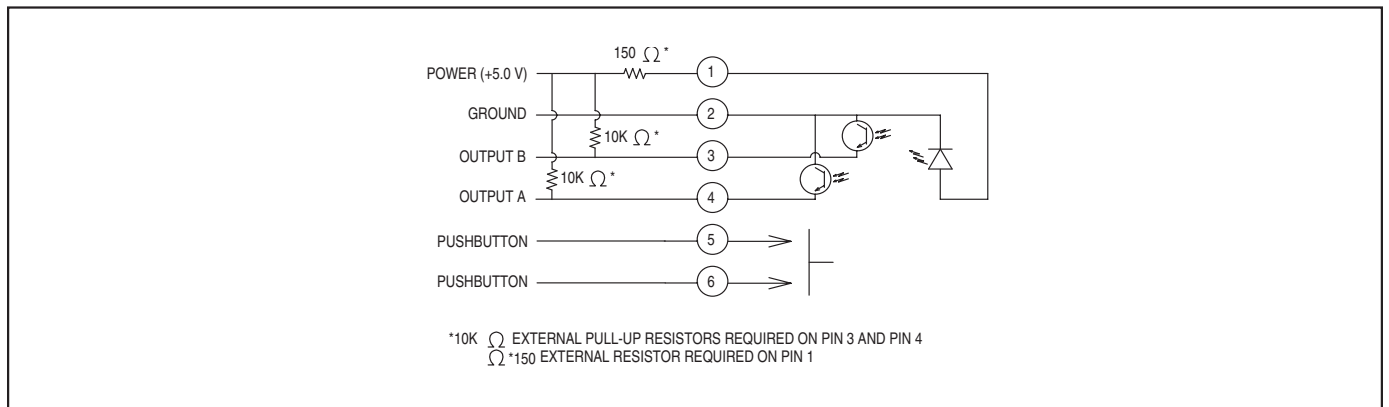 150 Ω *
POWER (+5.0 V)
1
GROUND
2
10K Ω *
OUTPUT B
3
10K Ω *
OUTPUT A
4
PUSHBUTTON
5
PUSHBUTTON
6
*10K Ω EXTERNAL PULL-UP RESISTORS REQUIRED ON PIN 3 AND PIN 4
Ω *150 EXTERNAL RESISTOR REQUIRED ON PIN 1